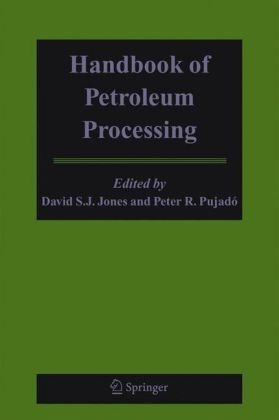 Handbook of
Petroleum
Processing
Edited by
David S.J. Jones and Peter R. Pujadó
Springer